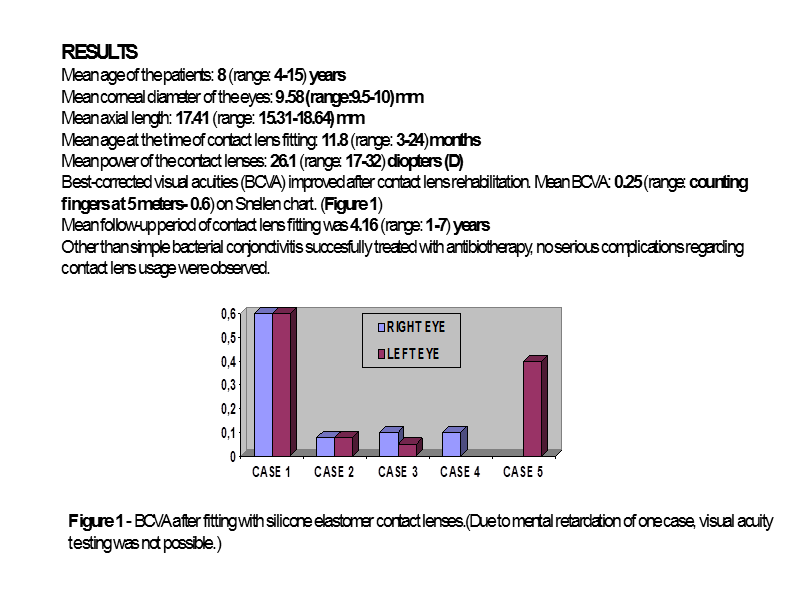 RESULTS
Mean age of the patients: 8 (range: 4-15) years
Mean corneal diameter of the eyes: 9.58 (range:9.5-10) mm
Mean axial length: 17.41 (range: 15.31-18.64) mm
Mean age at the time of contact lens fitting: 11.8 (range: 3-24) months
Mean power of the contact lenses: 26.1 (range: 17-32) diopters (D)
Best-corrected visual acuities (BCVA) improved after contact lens rehabilitation. Mean BCVA: 0.25 (range: counting
fingers at 5 meters- 0.6) on Snellen chart. (Figure 1)
Mean follow-up period of contact lens fitting was 4.16 (range: 1-7) years
Other than simple bacterial conjonctivitis succesfully treated with antibiotherapy, no serious complications regarding
contact lens usage were observed.
0,6
RIGHT EYE
0,5
LEFT EYE
0,4
0,3
0,2
0,1
0
CASE 1 CASE 2 CASE 3 CASE 4 CASE 5
Figure 1 - BCVA after fitting with silicone elastomer contact lenses.(Due to mental retardation of one case, visual acuity
testing was not possible.)